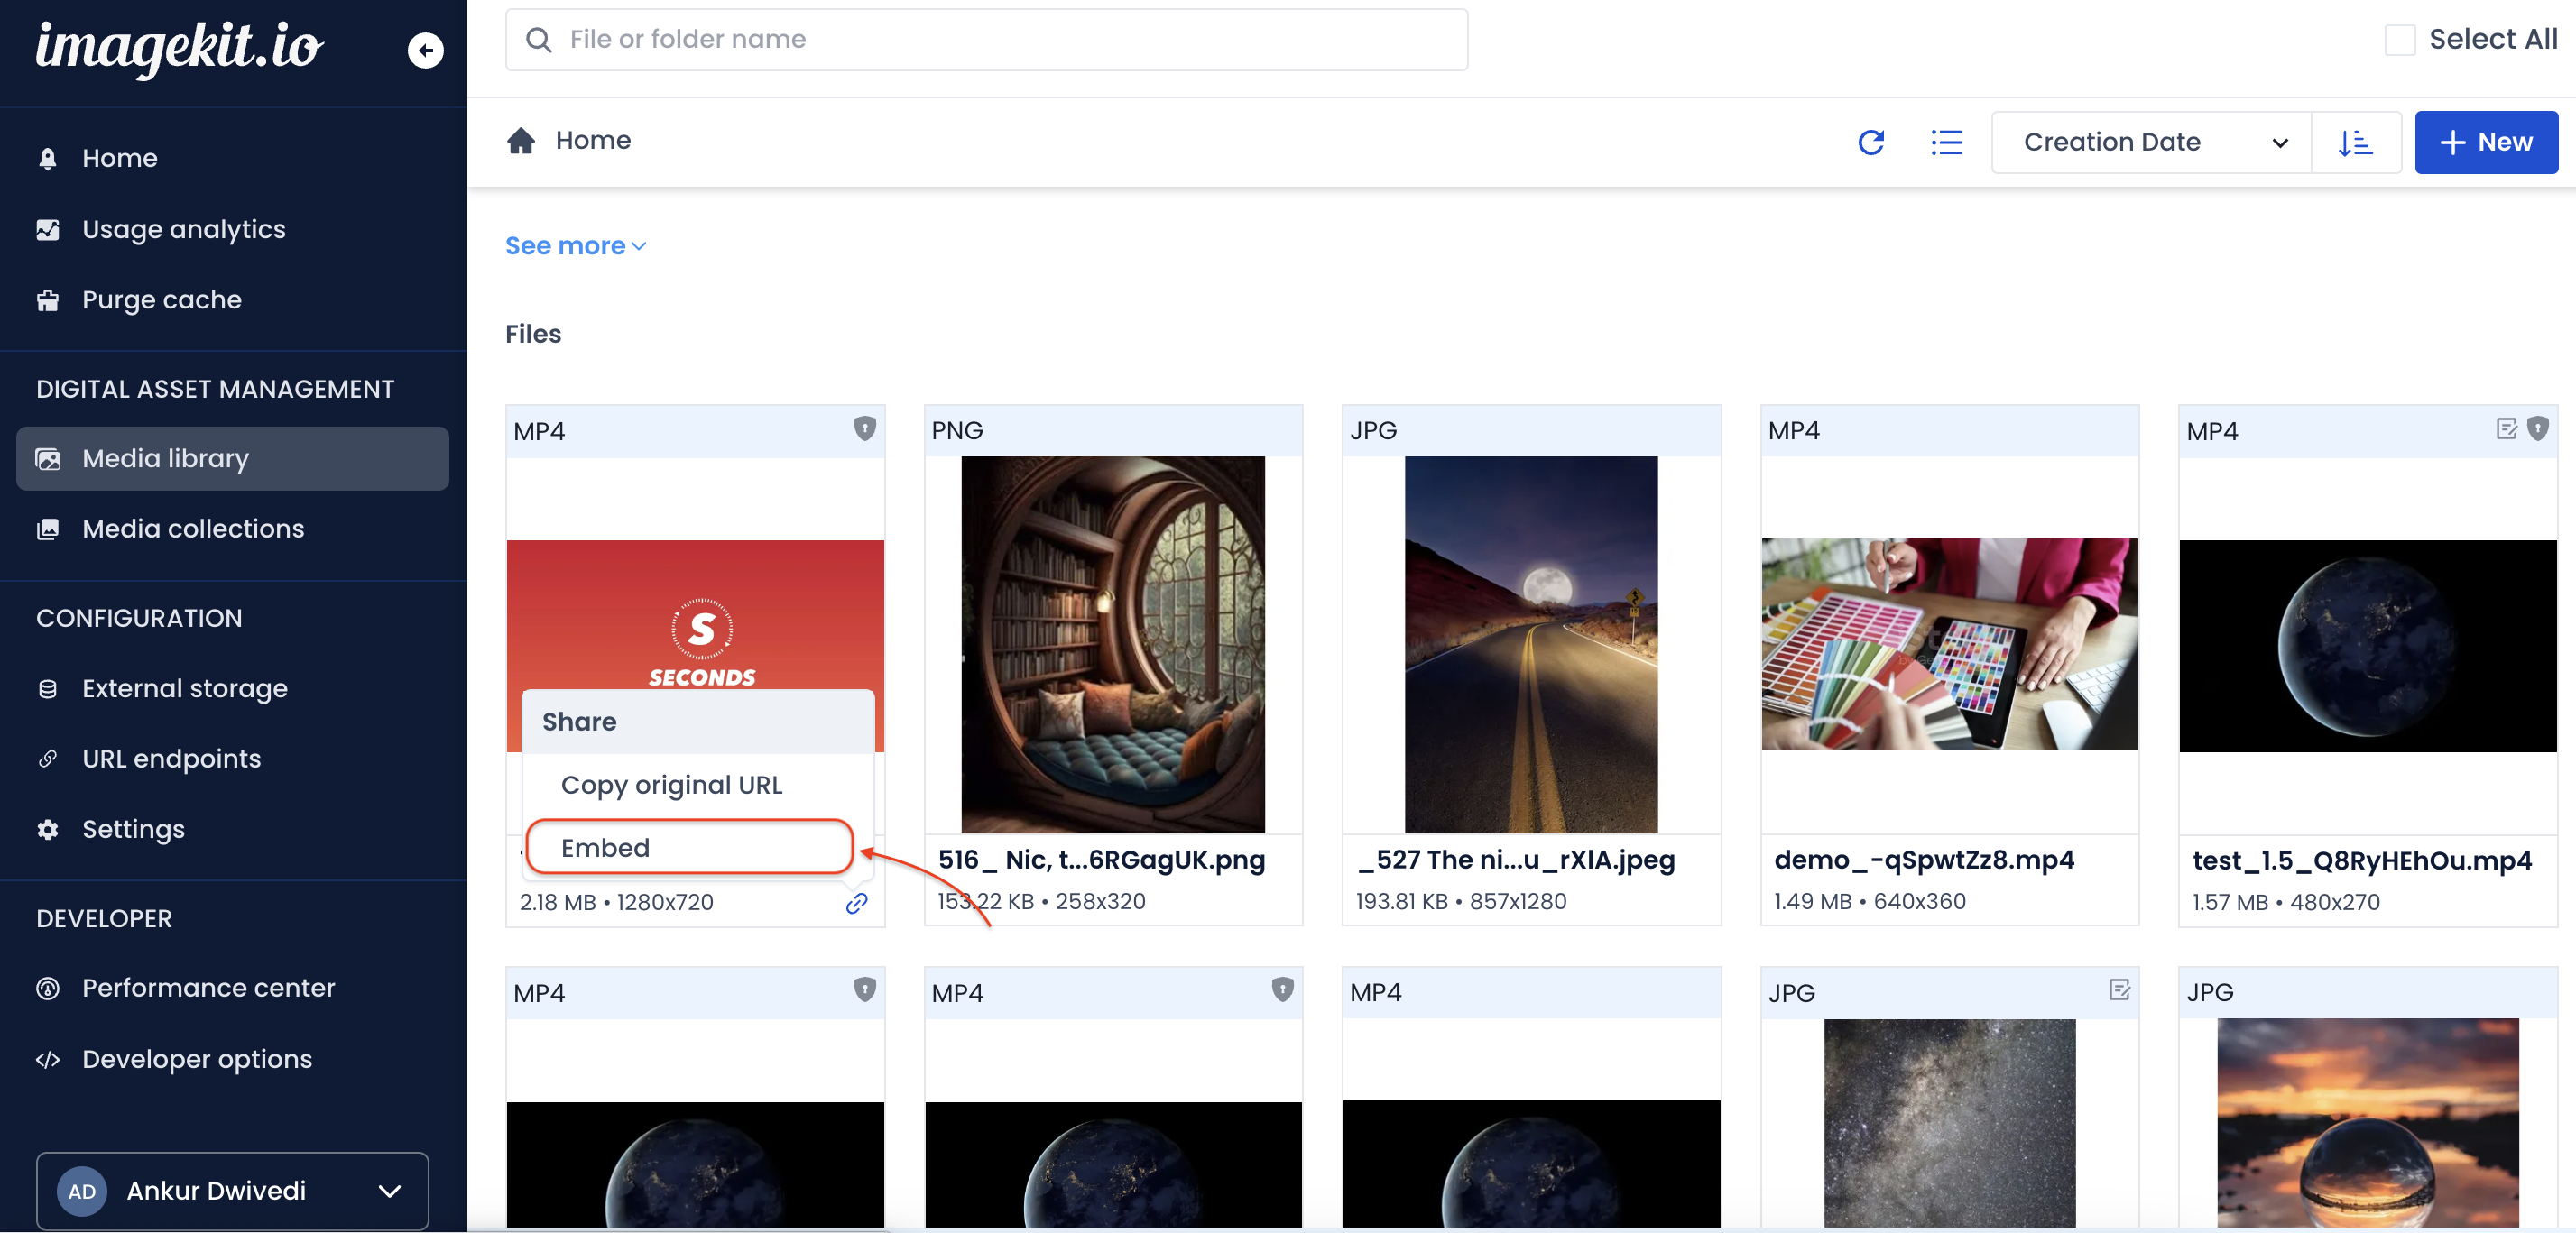 imagekit.io
Home
Usage analytics
Purge cache
DIGITAL ASSET MANAGEMENT
Media library
Media collections
CONFIGURATION
External storage
URL endpoints
Settings
DEVELOPER
Performance center
Developer options
AD Ankur Dwivedi
File or folder name
Select All
Home
Creation Date
New
See more
Files
MP4
S
SECONDS
Share
Copy original URL
Embed
2.18 MB • 1280x720
PNG
516_ Nic, t...6RGagUK.png
153.22 KB • 258x320
JPG
_527 The ni...u_rXlA.jpeg
193.81 KB • 857x1280
MP4
demo_-qSpwtZz8.mp4
1.49 MB • 640x360
MP4
test_1.5_Q8RyHEhOu.mp4
1.57 MB • 480x270
MP4
MP4
MP4
JPG
JPG